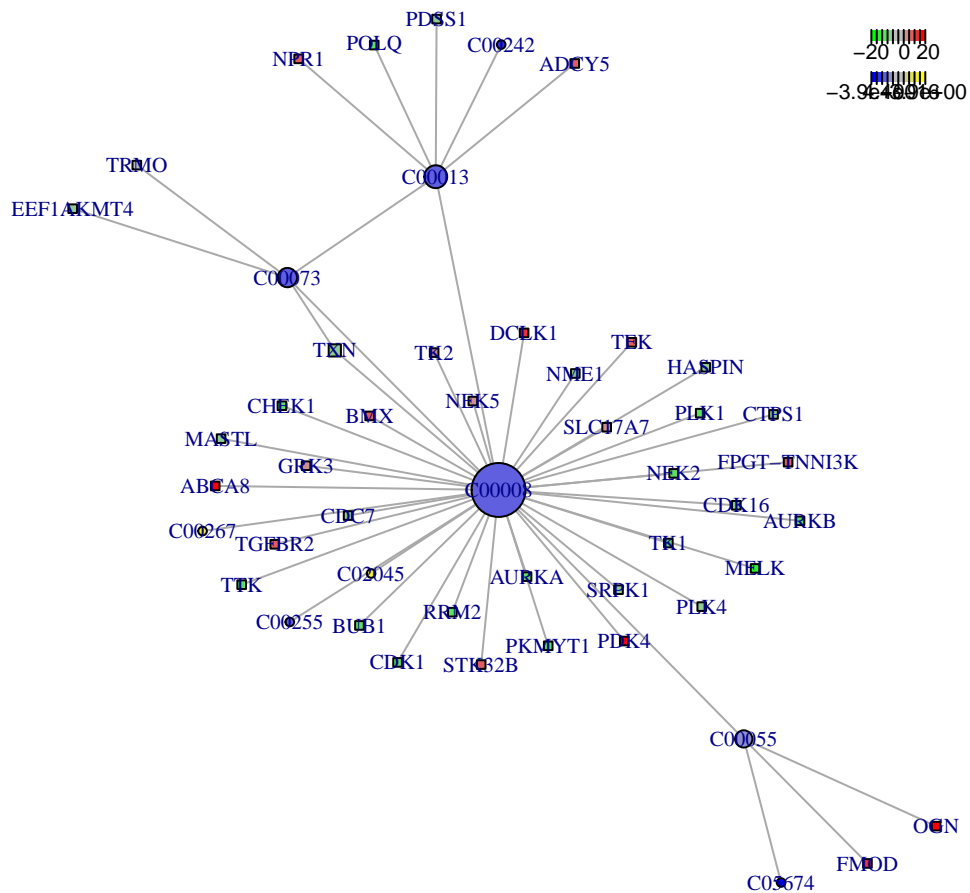 PDSS1
POLQ
C00242
NPR1
ADCY5
−20 0 20
TRMO
C00013
EEF1AKMT4
C00073
DCLK1
TXN
TK2
TEK
NME1
HASPIN
CHEK1
BMX
NEK5
SLC17A7
PLK1
CTPS1
MASTL
GRK3
NEK2
FPGT−TNNI3K
ABCA8
C00008
CDK16
C00267
CDC7
AURKB
TGFBR2
TK1
TTK
C02045
AURKA
SRPK1
MELK
C00255
BUB1
RRM2
PLK4
CDK1
STK32B
PKMYT1
PDK4
C00055
OGN
FMOD
C05674